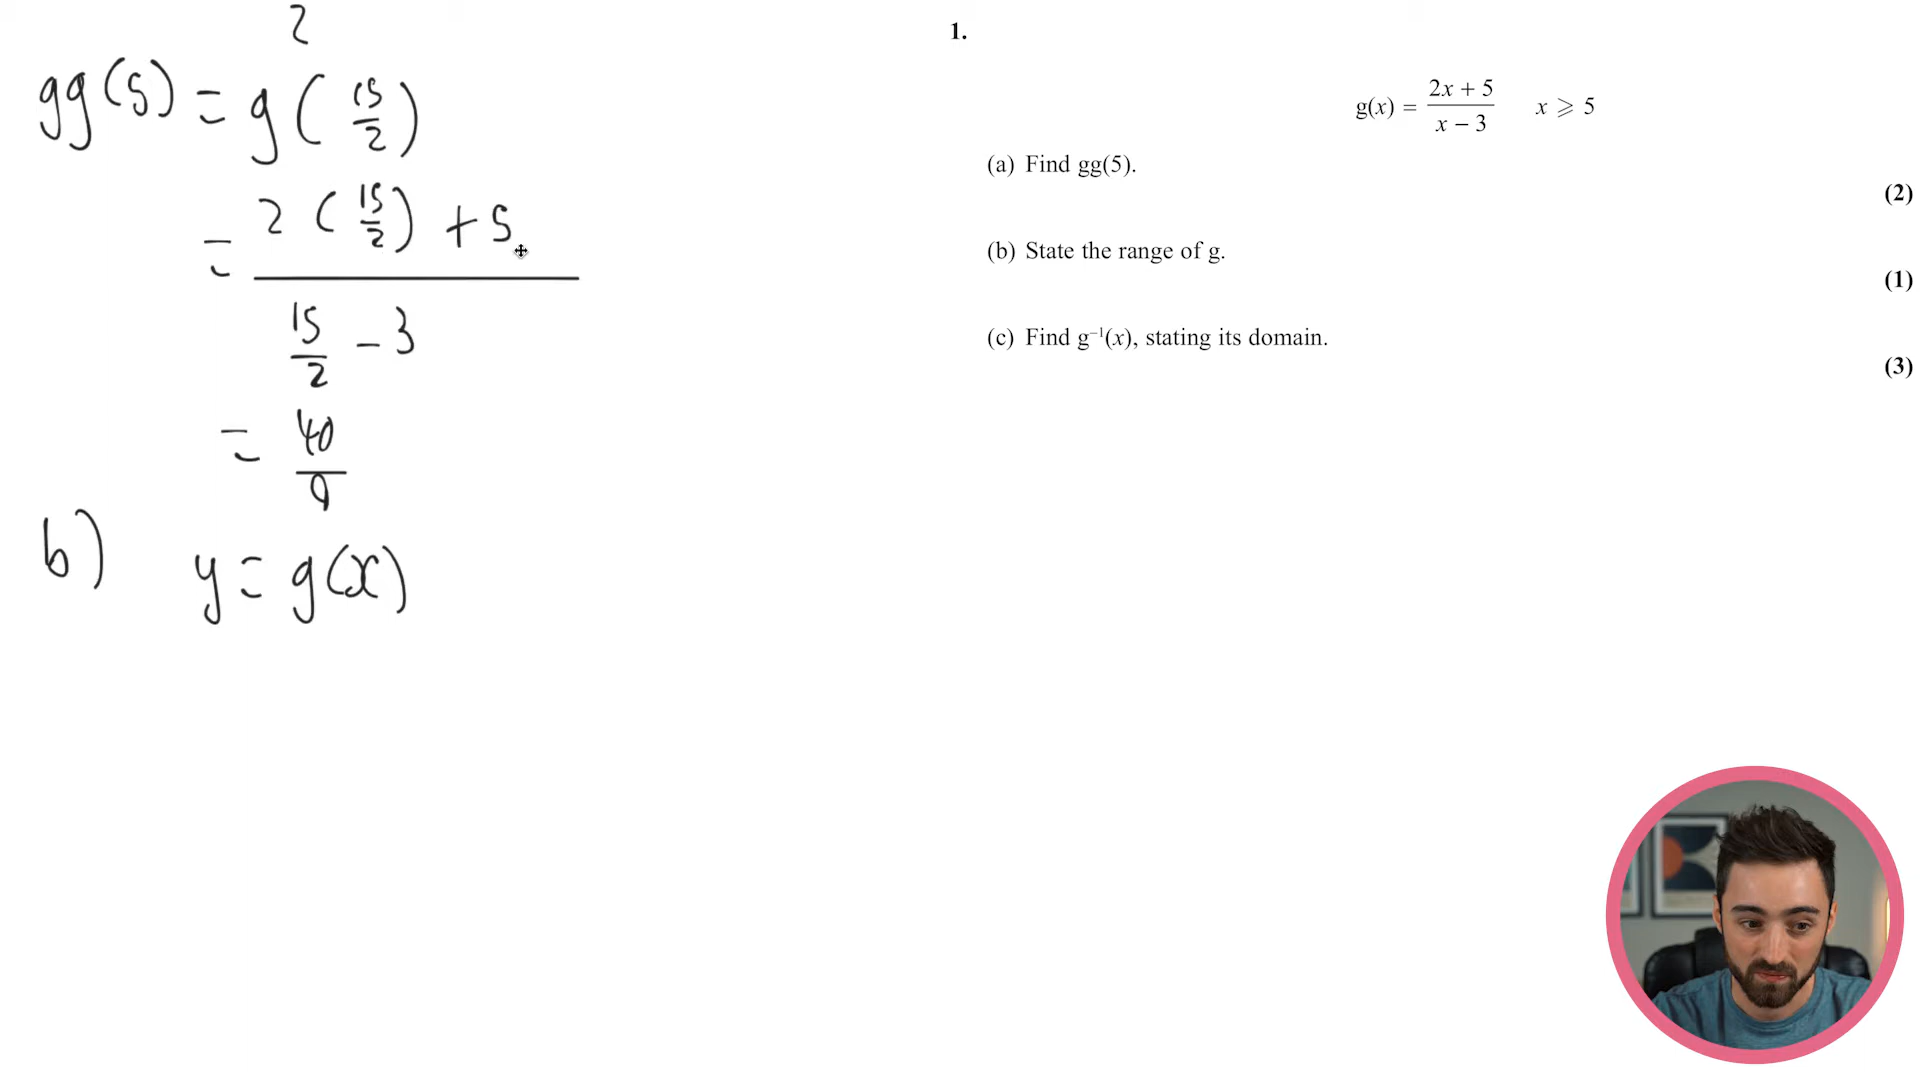 2
gg(5) = g(15/2)
= (2(15/2) + 5)/(15/2 - 3)
= 40/9
b) y = g(x)
1.
g(x) = (2x + 5)/(x − 3) x ⩾ 5
(a) Find gg(5).
(2)
(b) State the range of g.
(1)
(c) Find g⁻¹(x), stating its domain.
(3)